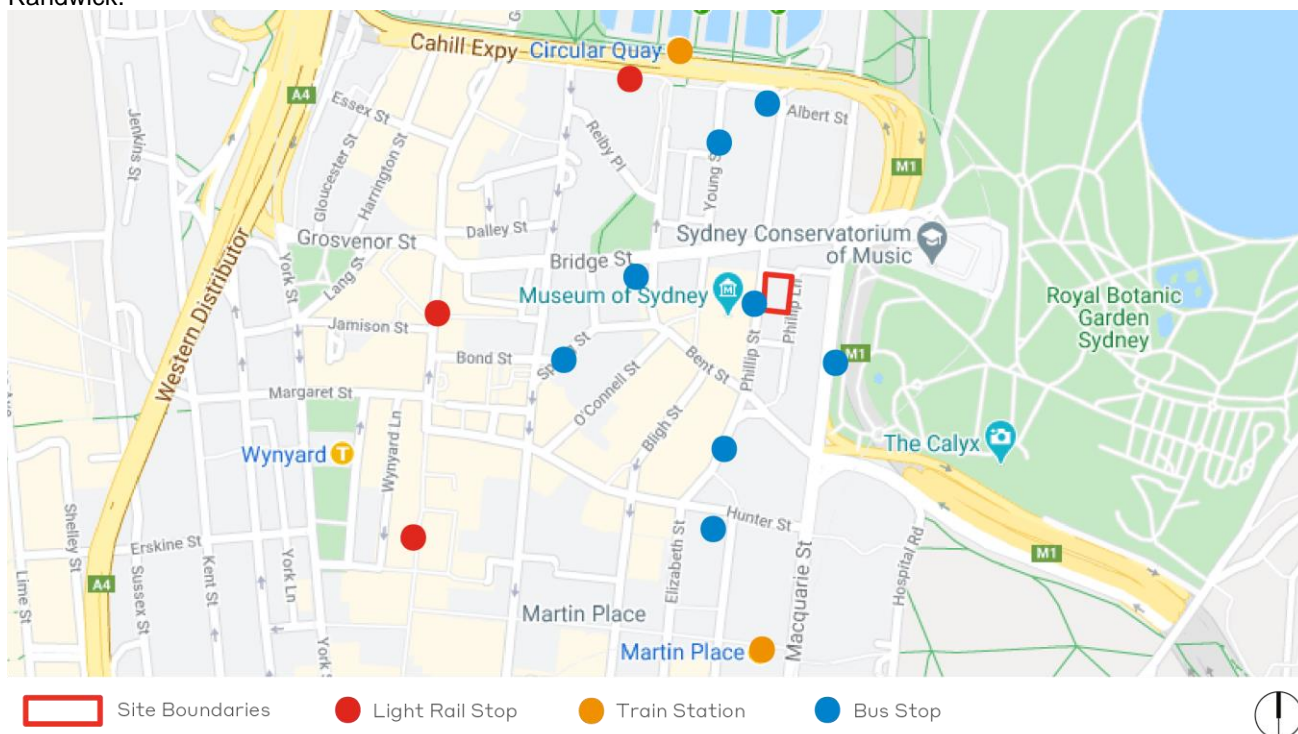 Randwick.
Cahill Expy
Circular Quay
A4
Essex St
Albert St
Jenkins St
Gloucester St
Harrington St
Reiby Pl
Young S
M1
Grosvenor St
Dalley St
Sydney Conservatorium
of Music
Bridge St
York St
Lang St
Museum of Sydney
Phillip Ln
Royal Botanic
Garden
Sydney
Western Distributor
Jamison St
Bond St
Phillip St
M1
Bent St
O'Connell St
Margaret St
Bligh St
Wynyard Ln
The Calyx
Wynyard
T
Hunter St
Shelley St
Erskine St
Elizabeth St
M1
Hospital Rd
A4
Lime St
Sussex St
Kent St
York Ln
Martin Place
Macquarie St
York S
Martin Place
Site Boundaries
Light Rail Stop
Train Station
Bus Stop